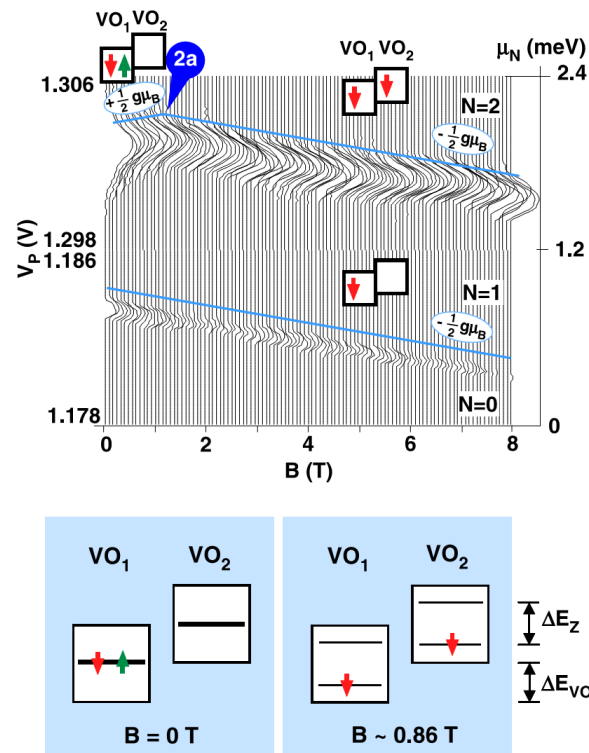 VO1 VO2
2a
VO1 VO2
μN (meV)
1.306
2.4
+½ gμB
N=2
-½ gμB
VP (V)
1.298
1.186
1.2
N=1
-½ gμB
N=0
1.178
0
0 2 4 6 8
B (T)
VO1 VO2
VO1 VO2
ΔEZ
ΔEVO
B = 0 T
B ~ 0.86 T